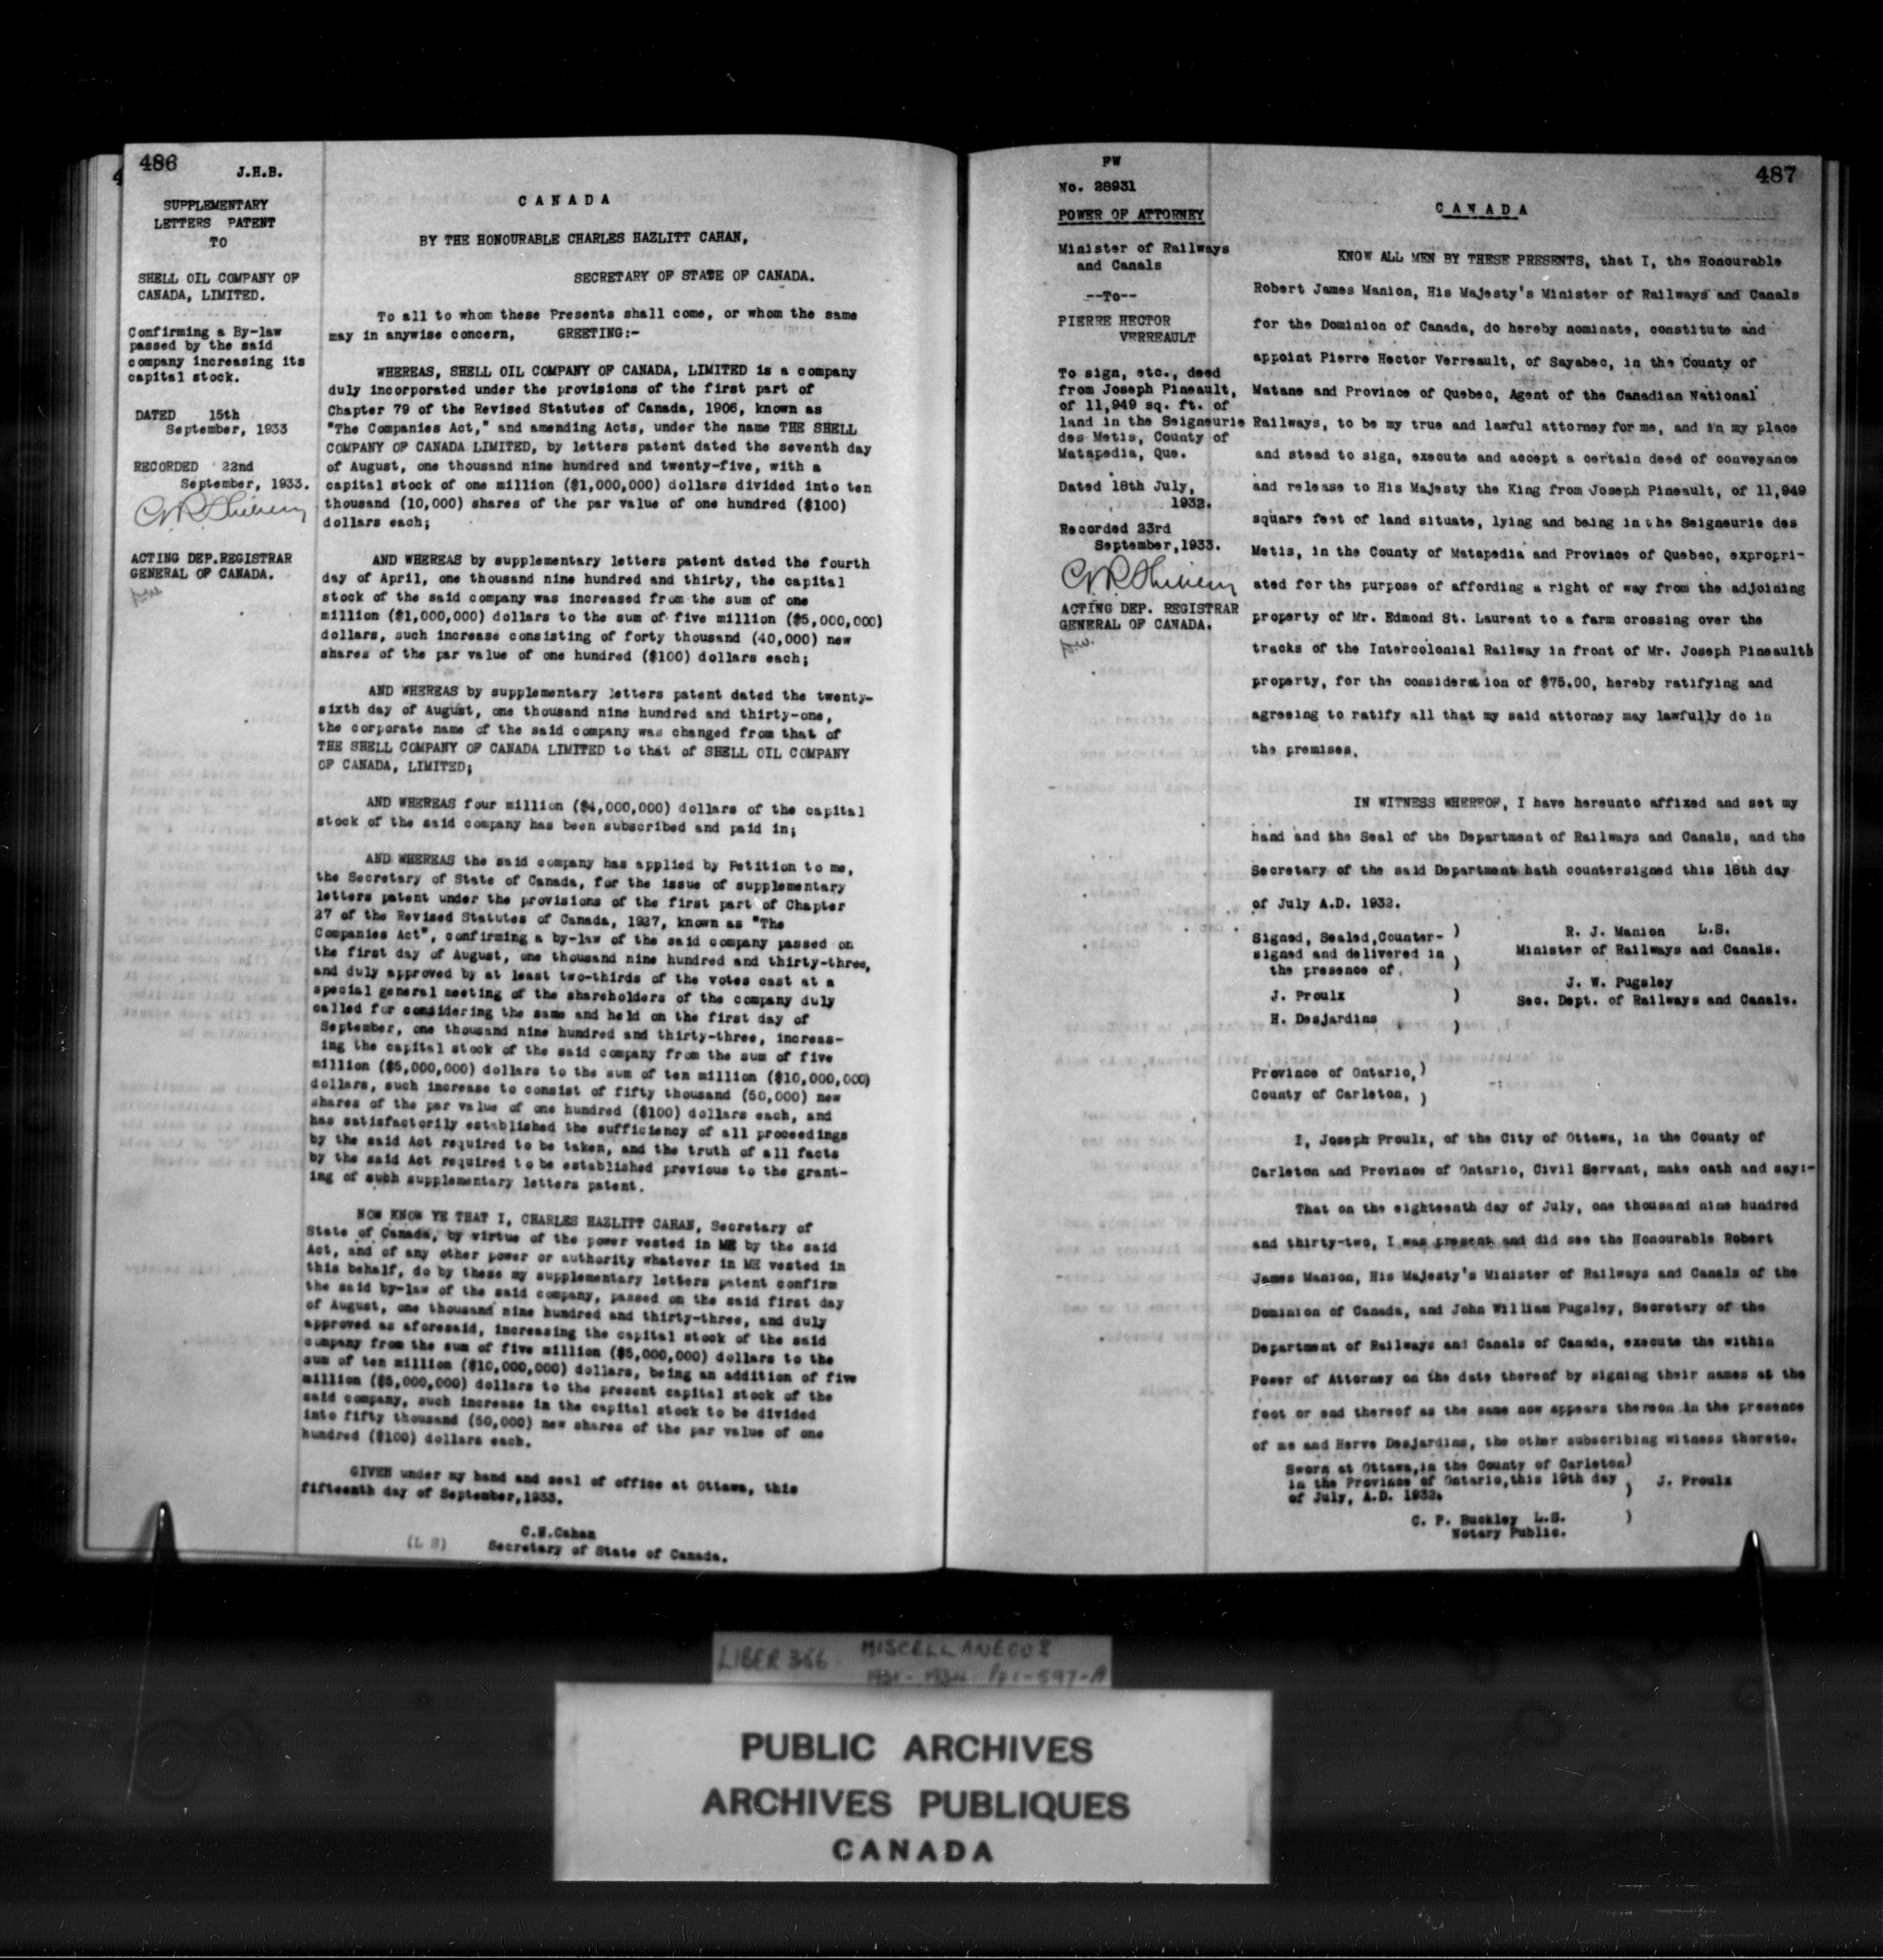 486
J.H.B.
SUPPLEMENTARY
LETTERS PATENT
TO
SHELL OIL COMPANY OF
CANADA, LIMITED.
Confirming a By-law
passed by the said
company increasing its
capital stock.
DATED 15th
September, 1933
RECORDED 22nd
September, 1933.
ACTING DEP.REGISTRAR
GENERAL OF CANADA.
CANADA
BY THE HONOURABLE CHARLES HAZLITT CAHAN,
SECRETARY OF STATE OF CANADA.
To all to whom these Presents shall come, or whom the same
may in anywise concern, GREETING:-
WHEREAS, SHELL OIL COMPANY OF CANADA, LIMITED is a company
duly incorporated under the provisions of the first part of
Chapter 79 of the Revised Statutes of Canada, 1906, known as
"The Companies Act," and amending Acts, under the name THE SHELL
COMPANY OF CANADA LIMITED, by letters patent dated the seventh day
of August, one thousand nine hundred and twenty-five, with a
capital stock of one million ($1,000,000) dollars divided into ten
thousand (10,000) shares of the par value of one hundred ($100)
dollars each;
AND WHEREAS by supplementary letters patent dated the fourth
day of April, one thousand nine hundred and thirty, the capital
stock of the said company was increased from the sum of one
million ($1,000,000) dollars to the sum of five million ($5,000,000)
dollars, such increase consisting of forty thousand (40,000) new
shares of the par value of one hundred ($100) dollars each;
AND WHEREAS by supplementary letters patent dated the twenty-
sixth day of August, one thousand nine hundred and thirty-one,
the corporate name of the said company was changed from that of
THE SHELL COMPANY OF CANADA LIMITED to that of SHELL OIL COMPANY
OF CANADA, LIMITED;
AND WHEREAS four million ($4,000,000) dollars of the capital
stock of the said company has been subscribed and paid in;
AND WHEREAS the said company has applied by Petition to me,
the Secretary of State of Canada, for the issue of supplementary
letters patent under the provisions of the first part of Chapter
27 of the Revised Statutes of Canada, 1927, known as "The
Companies Act", confirming a by-law of the said company passed on
the first day of August, one thousand nine hundred and thirty-three,
and duly approved by at least two-thirds of the votes cast at a
special general meeting of the shareholders of the company duly
called for considering the same and held on the first day of
September, one thousand nine hundred and thirty-three, increas-
ing the capital stock of the said company from the sum of five
million ($5,000,000) dollars to the sum of ten million ($10,000,000)
dollars, such increase to consist of fifty thousand (50,000) new
shares of the par value of one hundred ($100) dollars each, and
has satisfactorily established the sufficiency of all proceedings
by the said Act required to be taken, and the truth of all facts
by the said Act required to be established previous to the grant-
ing of such supplementary letters patent.
NOW KNOW YE THAT I, CHARLES HAZLITT CAHAN, Secretary of
State of Canada, by virtue of the power vested in ME by the said
Act, and of any other power or authority whatever in ME vested in
this behalf, do by these my supplementary letters patent confirm
the said by-law of the said company, passed on the said first day
of August, one thousand nine hundred and thirty-three, and duly
approved as aforesaid, increasing the capital stock of the said
company from the sum of five million ($5,000,000) dollars to the
sum of ten million ($10,000,000) dollars, being an addition of five
million ($5,000,000) dollars to the present capital stock of the
said company, such increase in the capital stock to be divided
into fifty thousand (50,000) new shares of the par value of one
hundred ($100) dollars each.
GIVEN under my hand and seal of office at Ottawa, this
fifteenth day of September,1933.
C.H.Cahan
(L S) Secretary of State of Canada.
487
FW
No. 28931
POWER OF ATTORNEY
Minister of Railways
and Canals
--To--
PIERRE HECTOR
VERREAULT
To sign, etc., deed
from Joseph Pineault,
of 11,949 sq. ft. of
land in the Seigneurie
des Metis, County of
Matapedia, Que.
Dated 18th July,
1932.
Recorded 23rd
September,1933.
ACTING DEP. REGISTRAR
GENERAL OF CANADA.
CANADA
KNOW ALL MEN BY THESE PRESENTS, that I, the Honourable
Robert James Manion, His Majesty's Minister of Railways and Canals
for the Dominion of Canada, do hereby nominate, constitute and
appoint Pierre Hector Verreault, of Sayabec, in the County of
Matane and Province of Quebec, Agent of the Canadian National
Railways, to be my true and lawful attorney for me, and in my place
and stead to sign, execute and accept a certain deed of conveyance
and release to His Majesty the King from Joseph Pineault, of 11,949
square feet of land situate, lying and being in the Seigneurie des
Metis, in the County of Matapedia and Province of Quebec, expropri-
ated for the purpose of affording a right of way from the adjoining
property of Mr. Edmond St. Laurent to a farm crossing over the
tracks of the Intercolonial Railway in front of Mr. Joseph Pineault's
property, for the consideration of $75.00, hereby ratifying and
agreeing to ratify all that my said attorney may lawfully do in
the premises.
IN WITNESS WHEREOF, I have hereunto affixed and set my
hand and the Seal of the Department of Railways and Canals, and the
Secretary of the said Department hath countersigned this 18th day
of July A.D. 1932.
Signed, Sealed,Counter- )
signed and delivered in
the presence of )
J. Proulx )
H. Desjardins )
R. J. Manion L.S.
Minister of Railways and Canals.
J. W. Pugsley
Sec. Dept. of Railways and Canals.
Province of Ontario,)
County of Carleton, )
I, Joseph Proulx, of the City of Ottawa, in the County of
Carleton and Province of Ontario, Civil Servant, make oath and say:-
That on the eighteenth day of July, one thousand nine hundred
and thirty-two, I was present and did see the Honourable Robert
James Manion, His Majesty's Minister of Railways and Canals of the
Dominion of Canada, and John William Pugsley, Secretary of the
Department of Railways and Canals of Canada, execute the within
Power of Attorney on the date thereof by signing their names at the
foot or end thereof as the same now appears thereon in the presence
of me and Herve Desjardins, the other subscribing witness thereto.
Sworn at Ottawa,in the County of Carleton)
in the Province of Ontario,this 19th day ) J. Proulx
of July, A.D. 1932. )
C. P. Buckley L.S. )
Notary Public.
LIBER 356 MISCELLANEOUS
1931-1934 Pp1-597-A
PUBLIC ARCHIVES
ARCHIVES PUBLIQUES
CANADA